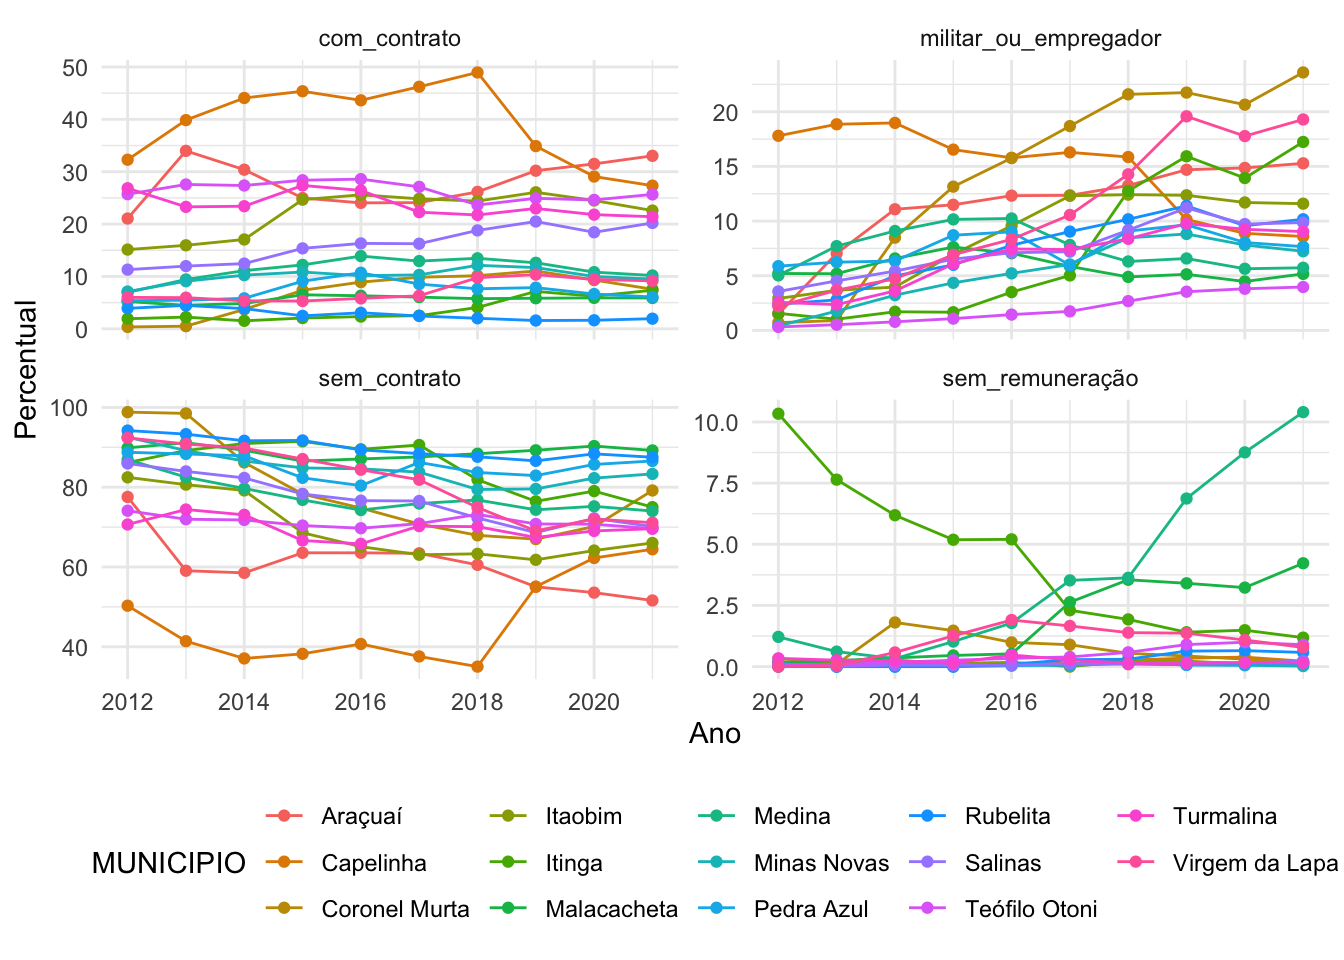 com_contrato
militar_ou_empregador
50
40
30
20
10
0
20
15
10
5
0
Percentual
sem_contrato
sem_remuneração
100
80
60
40
10.0
7.5
5.0
2.5
0.0
2012 2014 2016 2018 2020
2012 2014 2016 2018 2020
Ano
MUNICIPIO
Araçuaí Itaobim Medina Rubelita Turmalina
Capelinha Itinga Minas Novas Salinas Virgem da Lapa
Coronel Murta Malacacheta Pedra Azul Teófilo Otoni